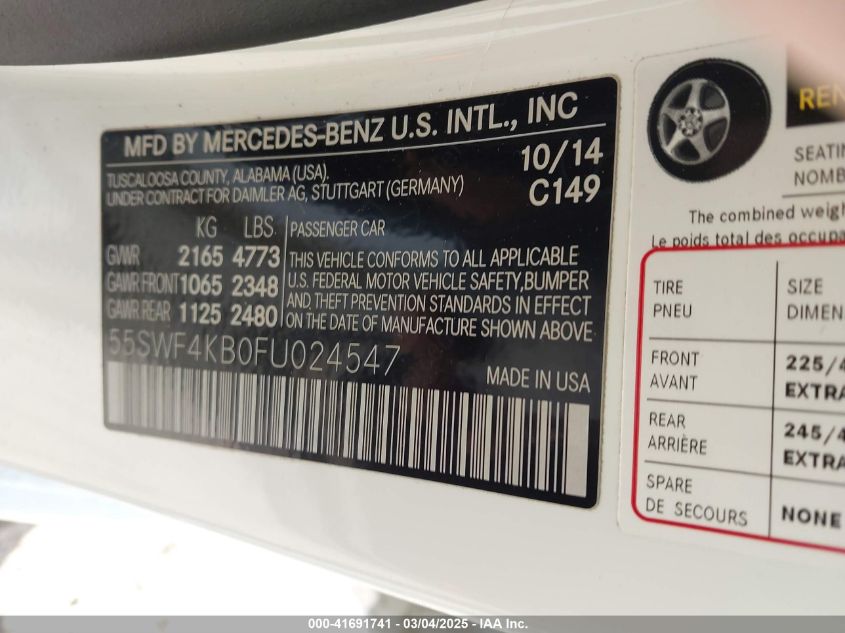 MFD BY MERCEDES-BENZ U.S. INTL., INC
TUSCALOOSA COUNTY, ALABAMA (USA).
UNDER CONTRACT FOR DAIMLER AG, STUTTGART (GERMANY)
10/14
C149
KG LBS
GVWR 2165 4773
GAWR FRONT 1065 2348
GAWR REAR 1125 2480
PASSENGER CAR
THIS VEHICLE CONFORMS TO ALL APPLICABLE
U.S. FEDERAL MOTOR VEHICLE SAFETY,BUMPER
AND, THEFT PREVENTION STANDARDS IN EFFECT
ON THE DATE OF MANUFACTURE SHOWN ABOVE.
55SWF4KB0FU024547
MADE IN USA
REN
SEATIN
NOMB
The combined weigh
Le poids total des occupa
TIRE SIZE
PNEU DIMEN
FRONT 225/4
AVANT EXTRA
REAR 245/4
ARRIÈRE EXTRA
SPARE
DE SECOURS NONE
000-41691741 — 03/04/2025 — IAA Inc.